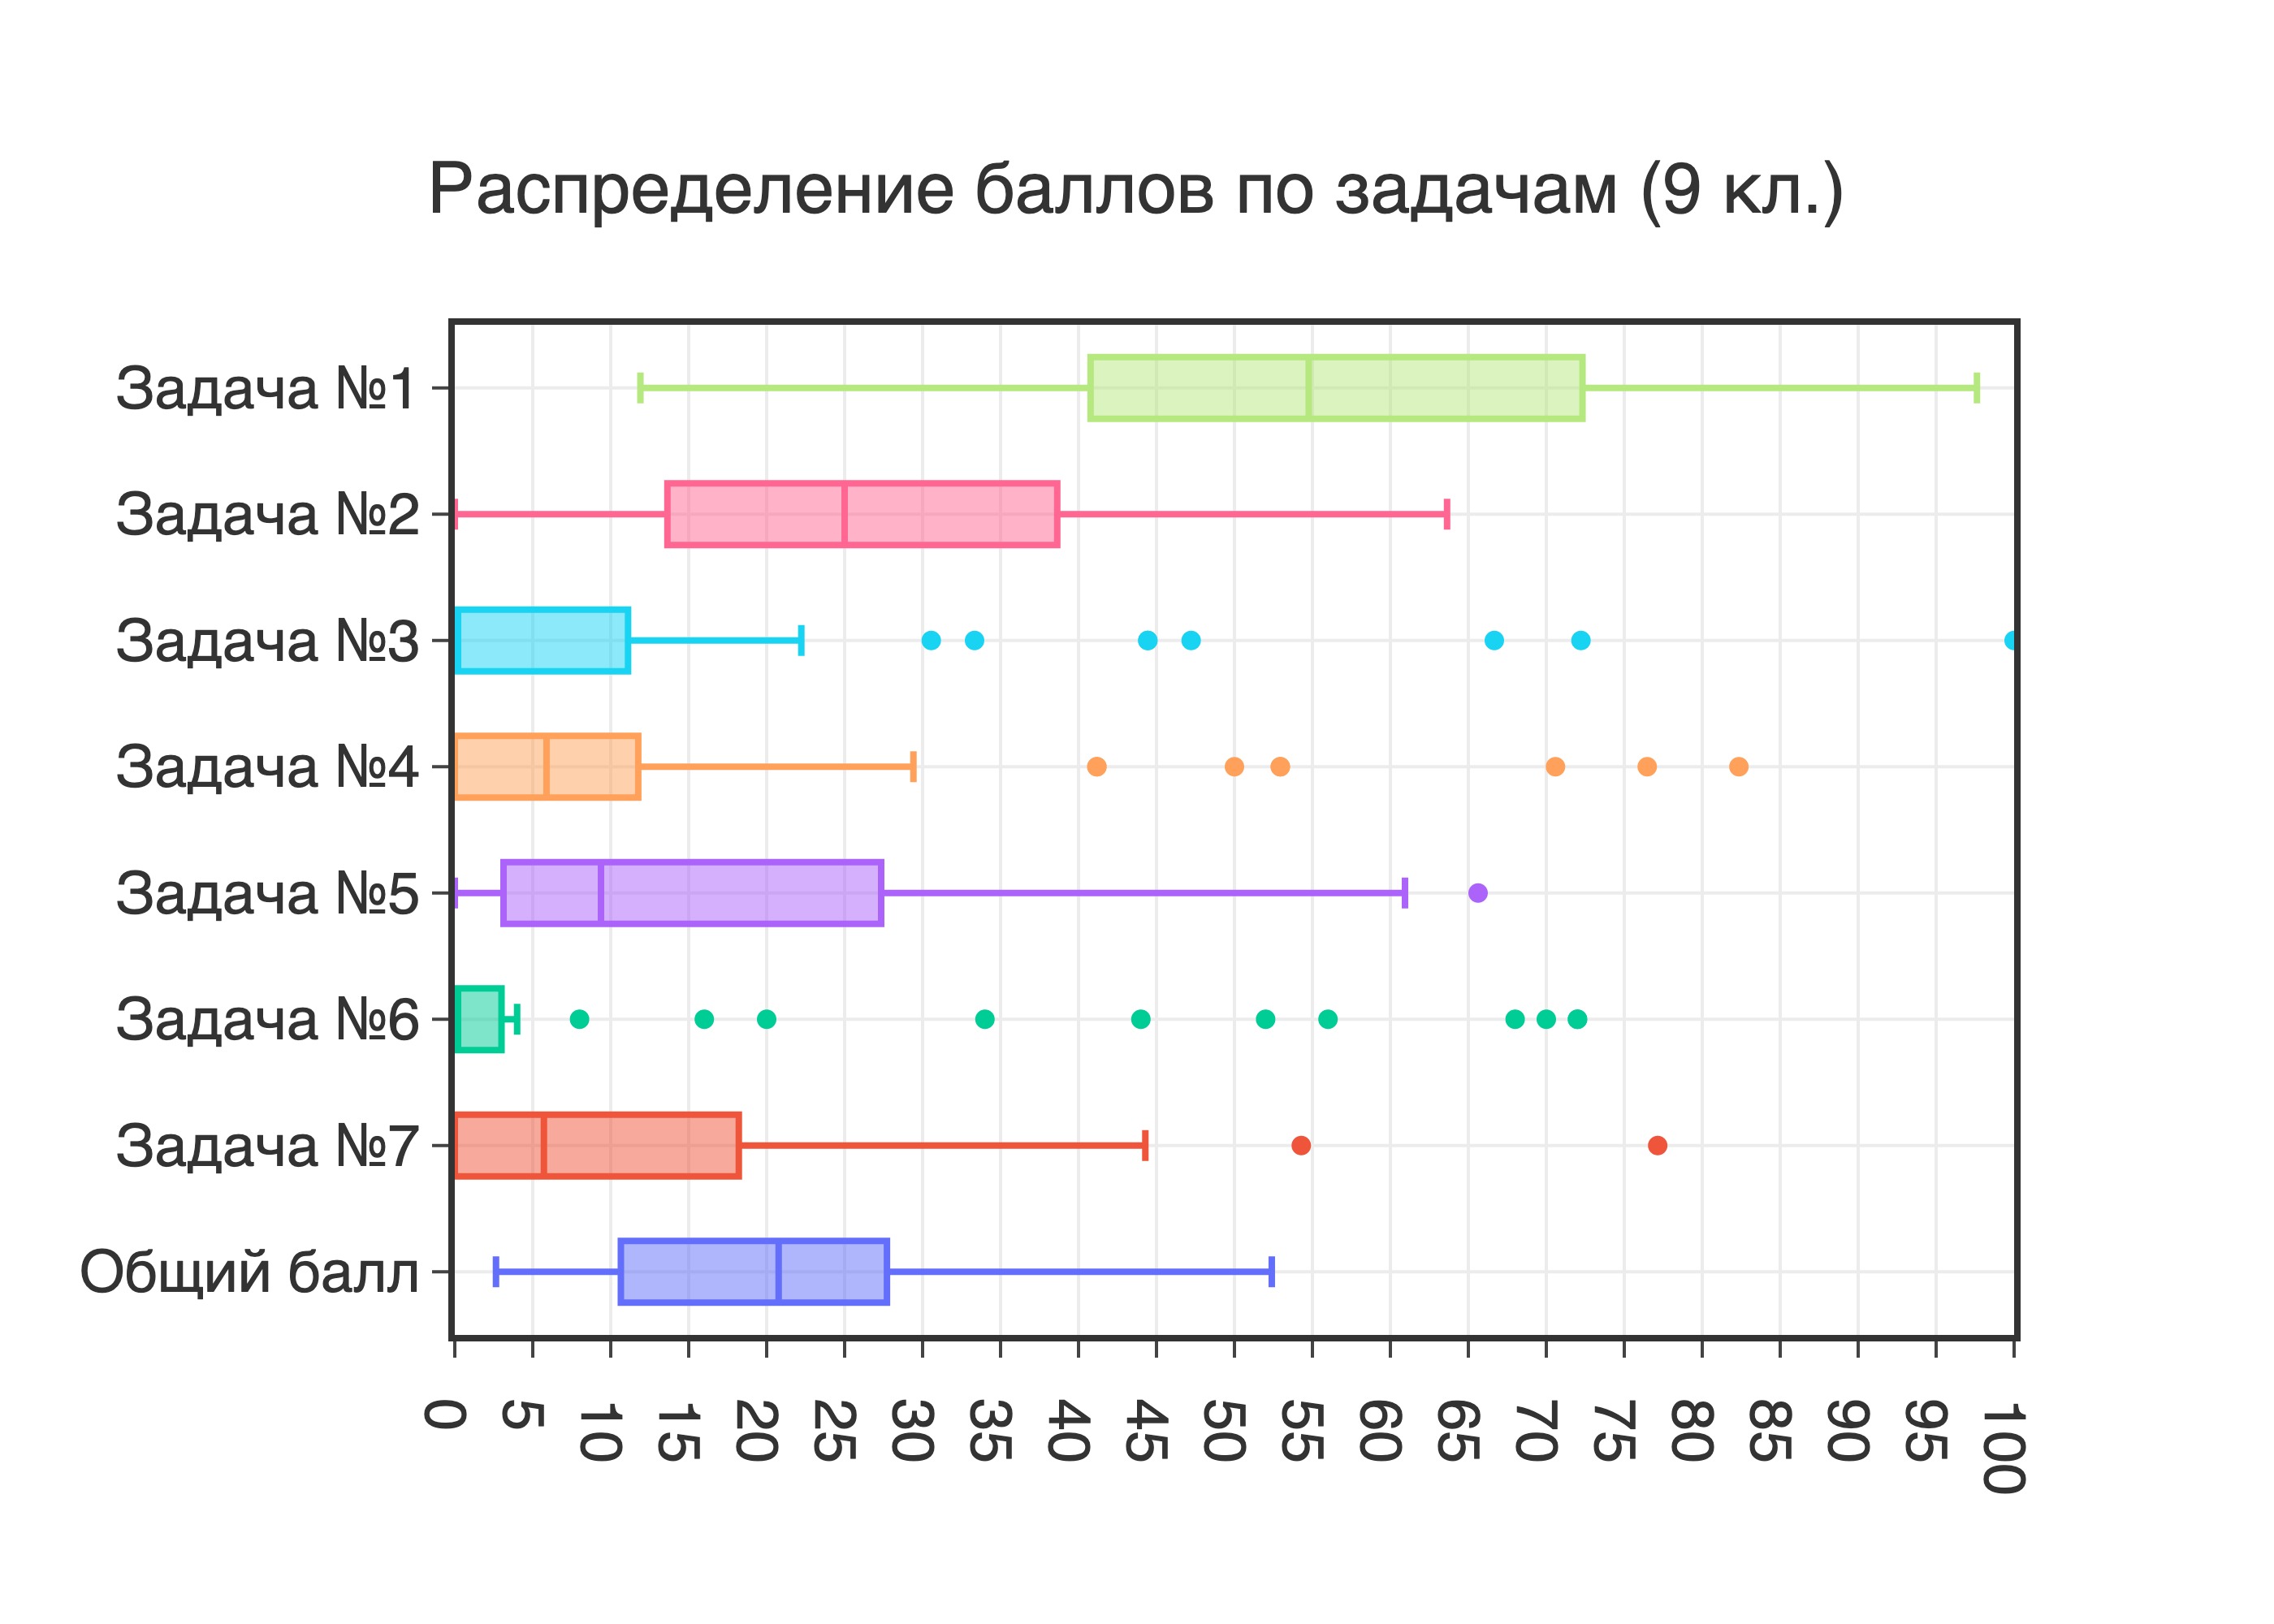 Распределение баллов по задачам (9 кл.)
Задача №1
Задача №2
Задача №3
Задача №4
Задача №5
Задача №6
Задача №7
Общий балл
0 5 10 15 20 25 30 35 40 45 50 55 60 65 70 75 80 85 90 95 100